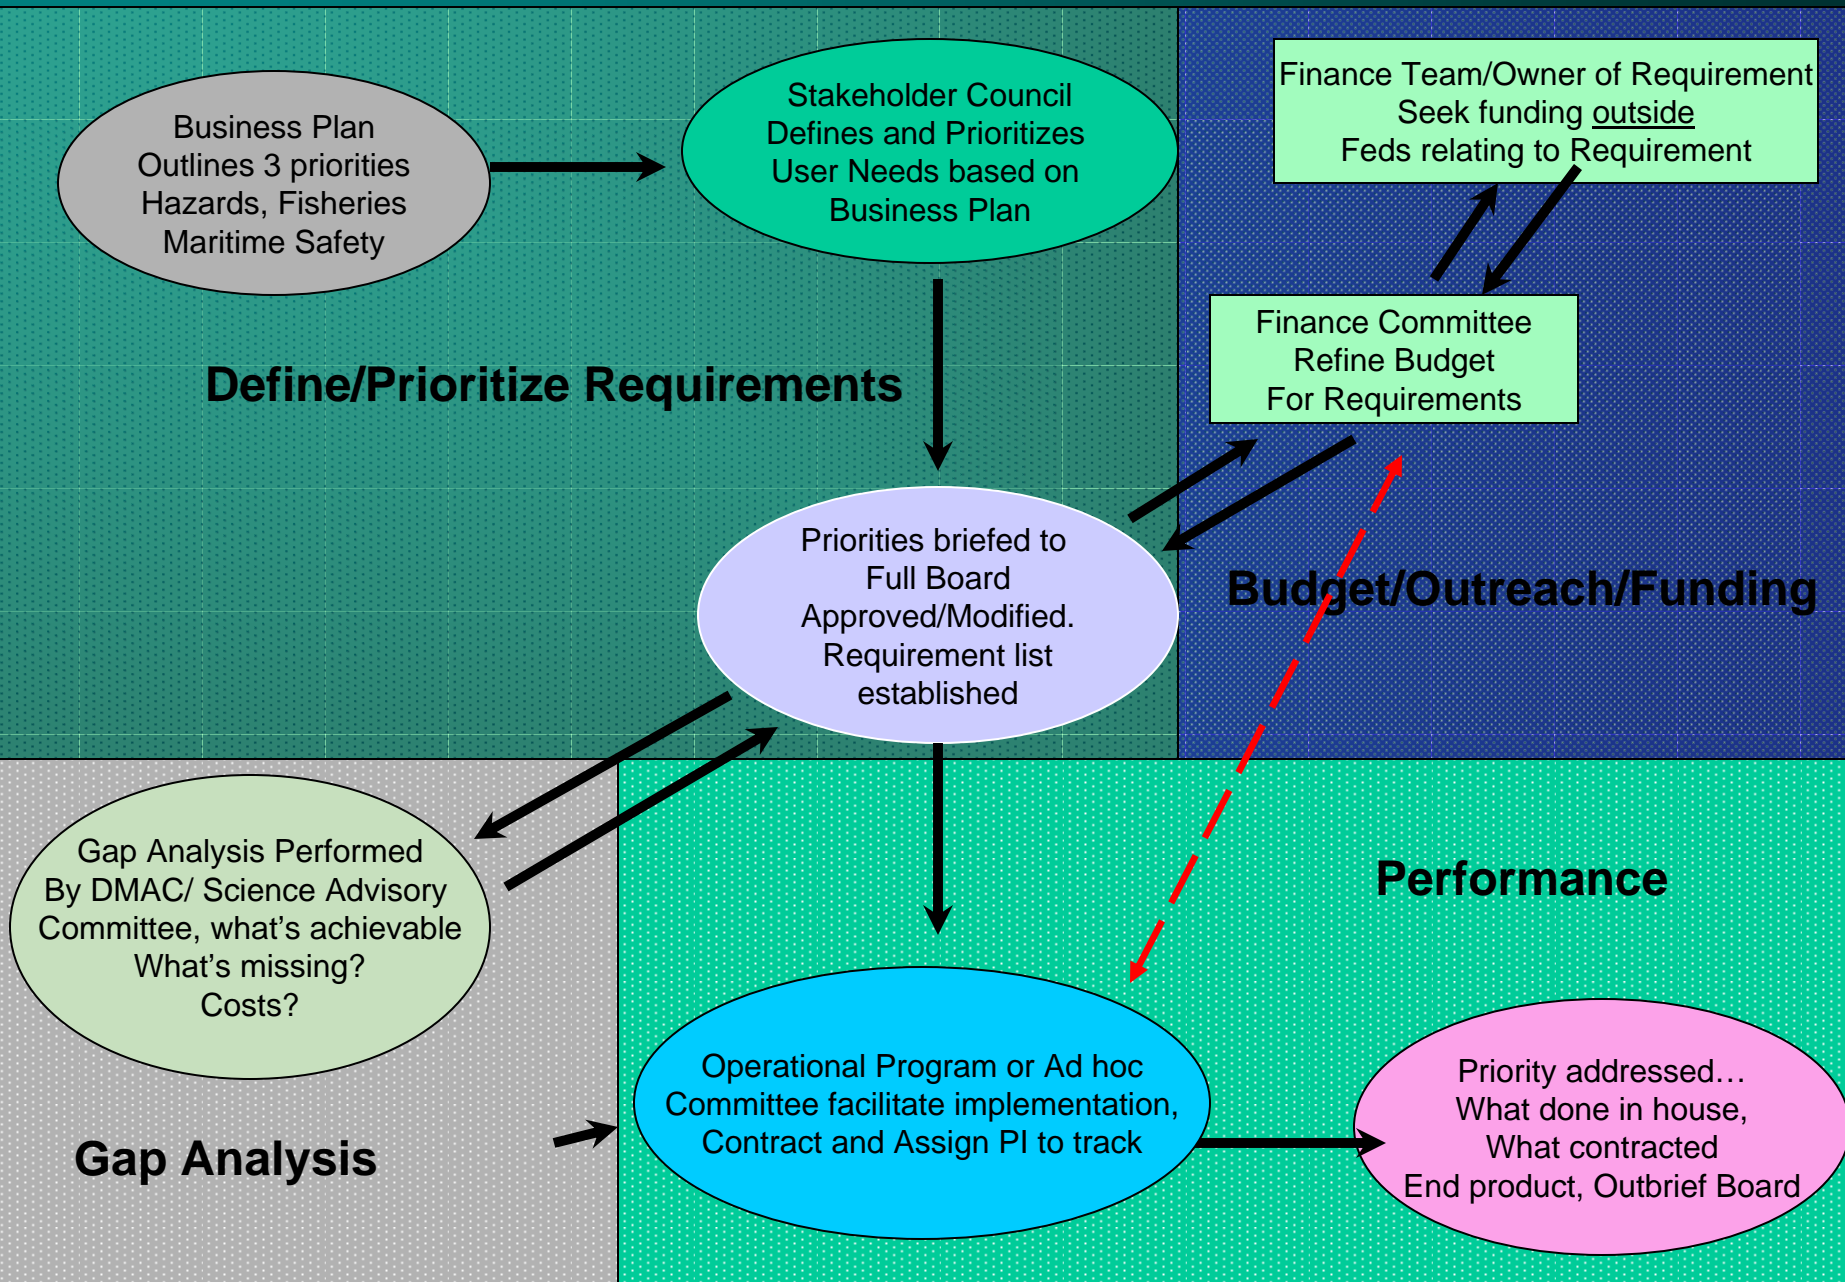 Business Plan
Outlines 3 priorities
Hazards, Fisheries
Maritime Safety
Stakeholder Council
Defines and Prioritizes
User Needs based on
Business Plan
Finance Team/Owner of Requirement
Seek funding outside
Feds relating to Requirement
Finance Committee
Refine Budget
For Requirements
Define/Prioritize Requirements
Priorities briefed to
Full Board
Approved/Modified.
Requirement list
established
Budget/Outreach/Funding
Gap Analysis Performed
By DMAC/ Science Advisory
Committee, what’s achievable
What’s missing?
Costs?
Performance
Operational Program or Ad hoc
Committee facilitate implementation,
Contract and Assign PI to track
Priority addressed…
What done in house,
What contracted
End product, Outbrief Board
Gap Analysis